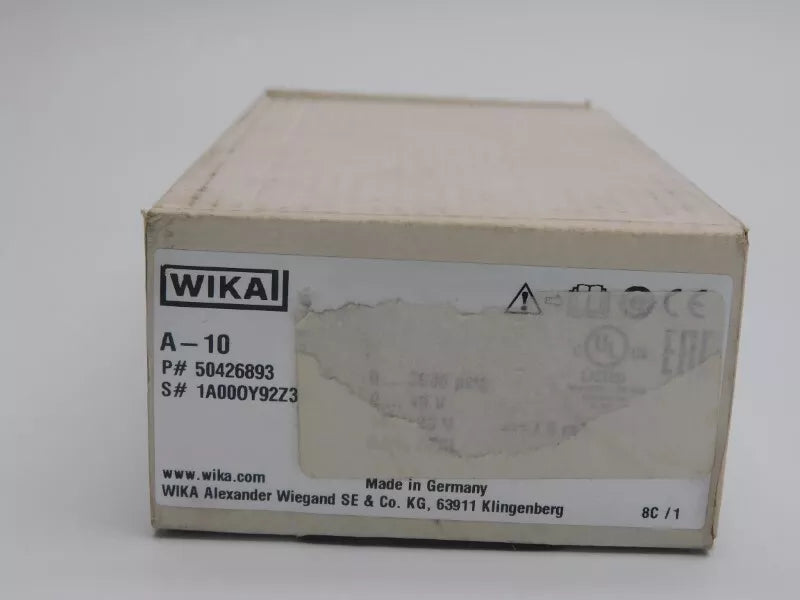 WIKA
A-10
P# 50426893
S# 1A00OY92Z3
www.wika.com
Made in Germany
WIKA Alexander Wiegand SE & Co. KG, 63911 Klingenberg
8C / 1